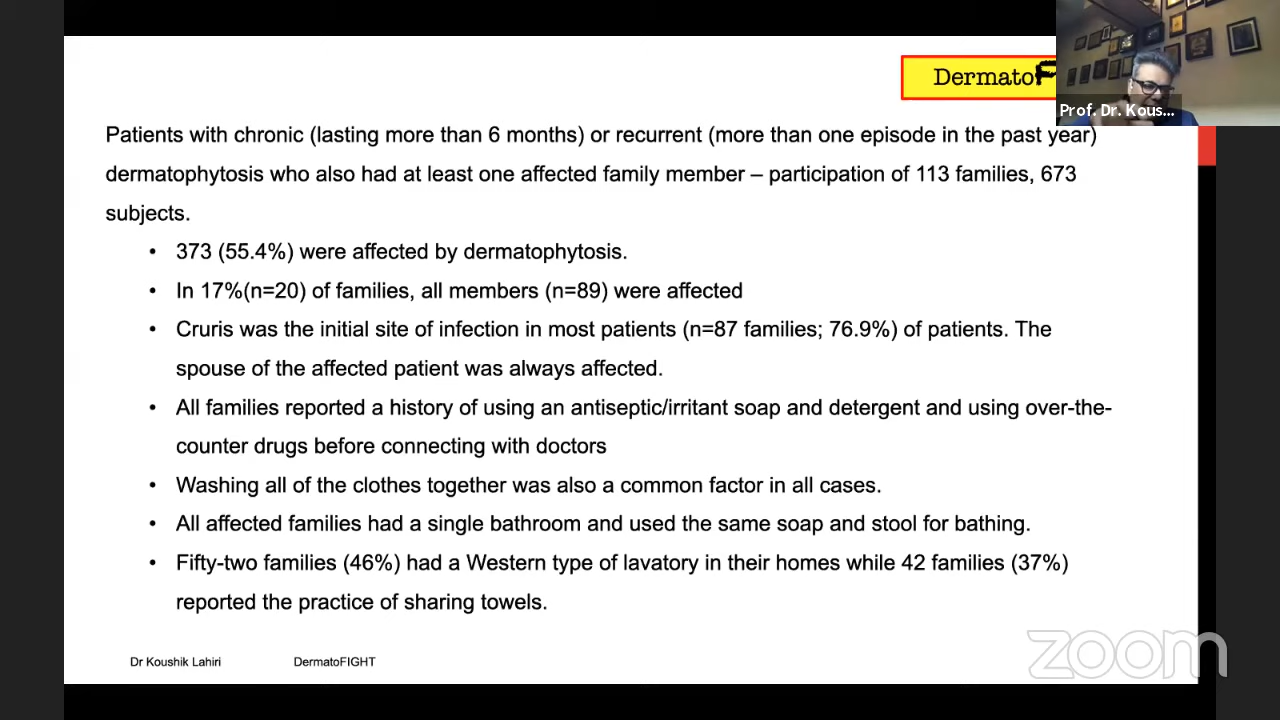 DermatoF
Prof. Dr. Kous...
Patients with chronic (lasting more than 6 months) or recurrent (more than one episode in the past year)
dermatophytosis who also had at least one affected family member – participation of 113 families, 673
subjects.
• 373 (55.4%) were affected by dermatophytosis.
• In 17%(n=20) of families, all members (n=89) were affected
• Cruris was the initial site of infection in most patients (n=87 families; 76.9%) of patients. The
spouse of the affected patient was always affected.
• All families reported a history of using an antiseptic/irritant soap and detergent and using over-the-
counter drugs before connecting with doctors
• Washing all of the clothes together was also a common factor in all cases.
• All affected families had a single bathroom and used the same soap and stool for bathing.
• Fifty-two families (46%) had a Western type of lavatory in their homes while 42 families (37%)
reported the practice of sharing towels.
Dr Koushik Lahiri DermatoFIGHT
zoom